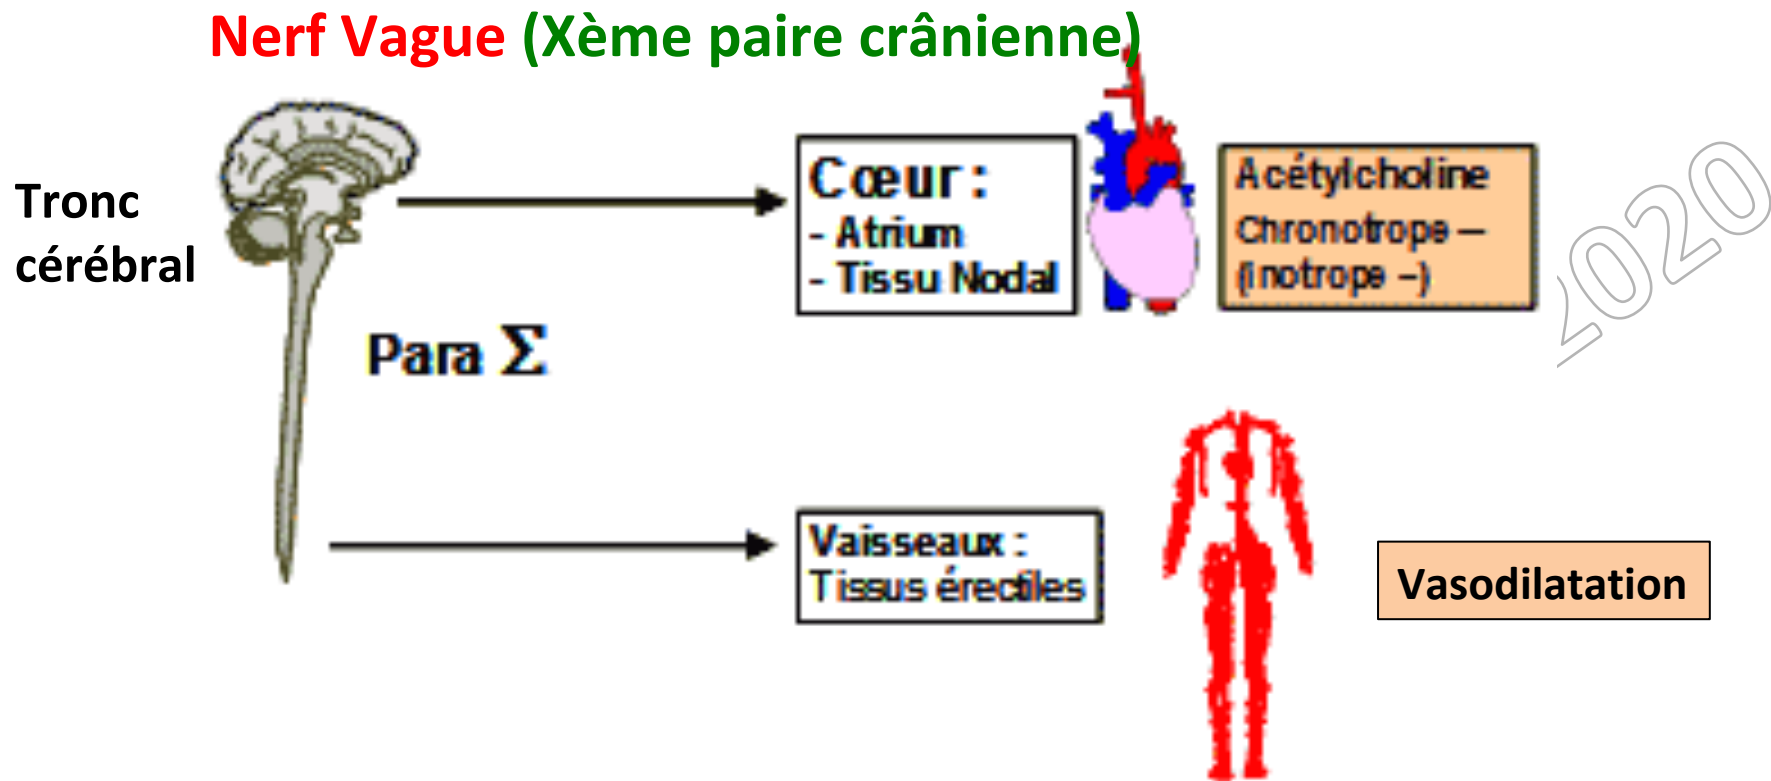 Nerf Vague (Xème paire crânienne)
Tronc
cérébral
Cœur :
- Atrium
- Tissu Nodal
Acétylcholine
Chronotrope –
(inotrope –)
2020
Para Σ
Vaisseaux :
Tissus érectiles
Vasodilatation